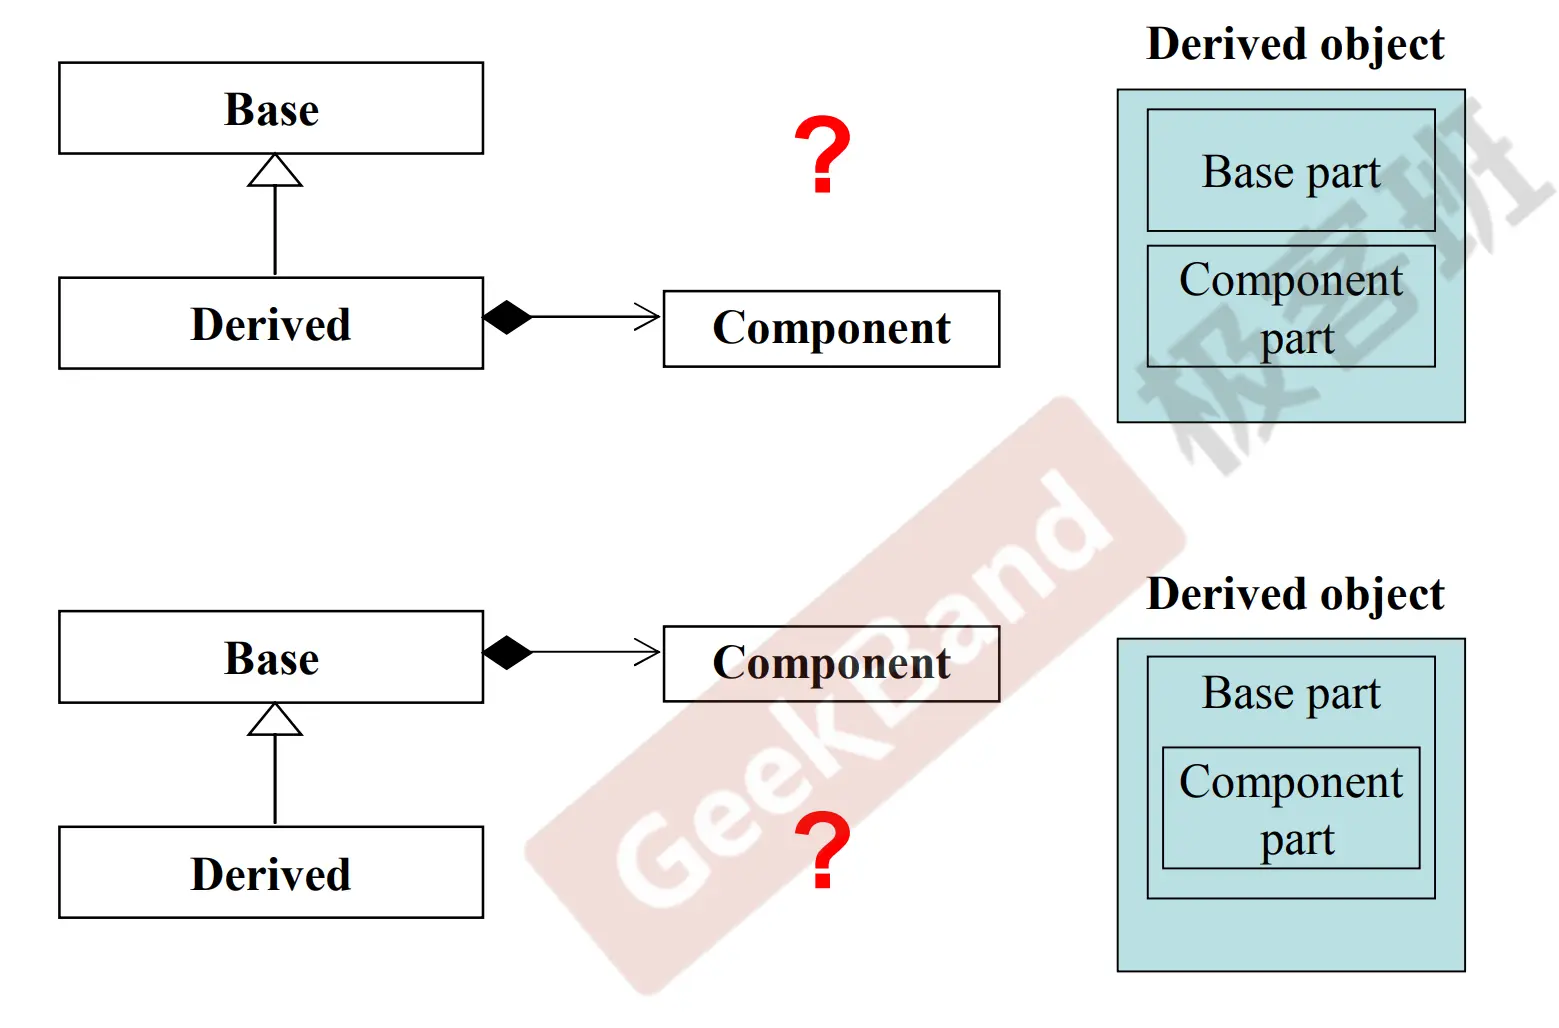 Derived object
Base
?
Base part
Derived
Component
Component
part
Base
Component
Derived object
Base part
Component
part
Derived
?
GeekBand 极客班